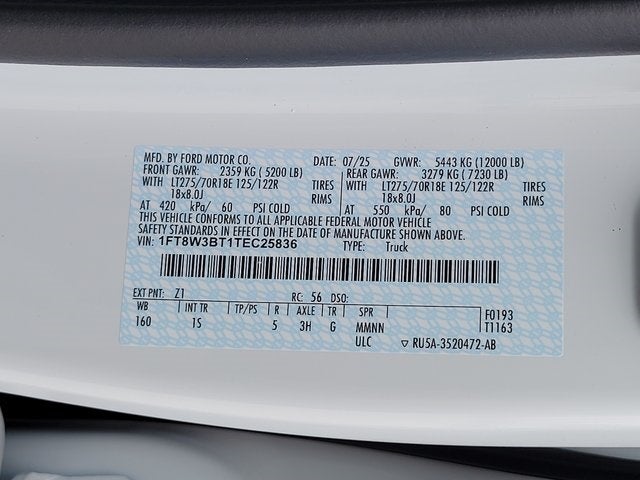 MFD. BY FORD MOTOR CO. DATE: 07/25 GVWR: 5443 KG (12000 LB)
FRONT GAWR: 2359 KG ( 5200 LB) REAR GAWR: 3279 KG ( 7230 LB)
WITH LT275/70R18E 125/122R TIRES WITH LT275/70R18E 125/122R TIRES
18x8.0J RIMS 18x8.0J RIMS
AT 420 kPa/ 60 PSI COLD AT 550 kPa/ 80 PSI COLD
THIS VEHICLE CONFORMS TO ALL APPLICABLE FEDERAL MOTOR VEHICLE
SAFETY STANDARDS IN EFFECT ON THE DATE OF MANUFACTURE SHOWN ABOVE.
VIN: 1FT8W3BT1TEC25836 TYPE: Truck
EXT PNT: Z1 RC: 56 DSO:
WB INT TR TP/PS R AXLE TR SPR F0193
160 1S 5 3H G MMNN T1163
ULC ▽ RU5A-3520472-AB